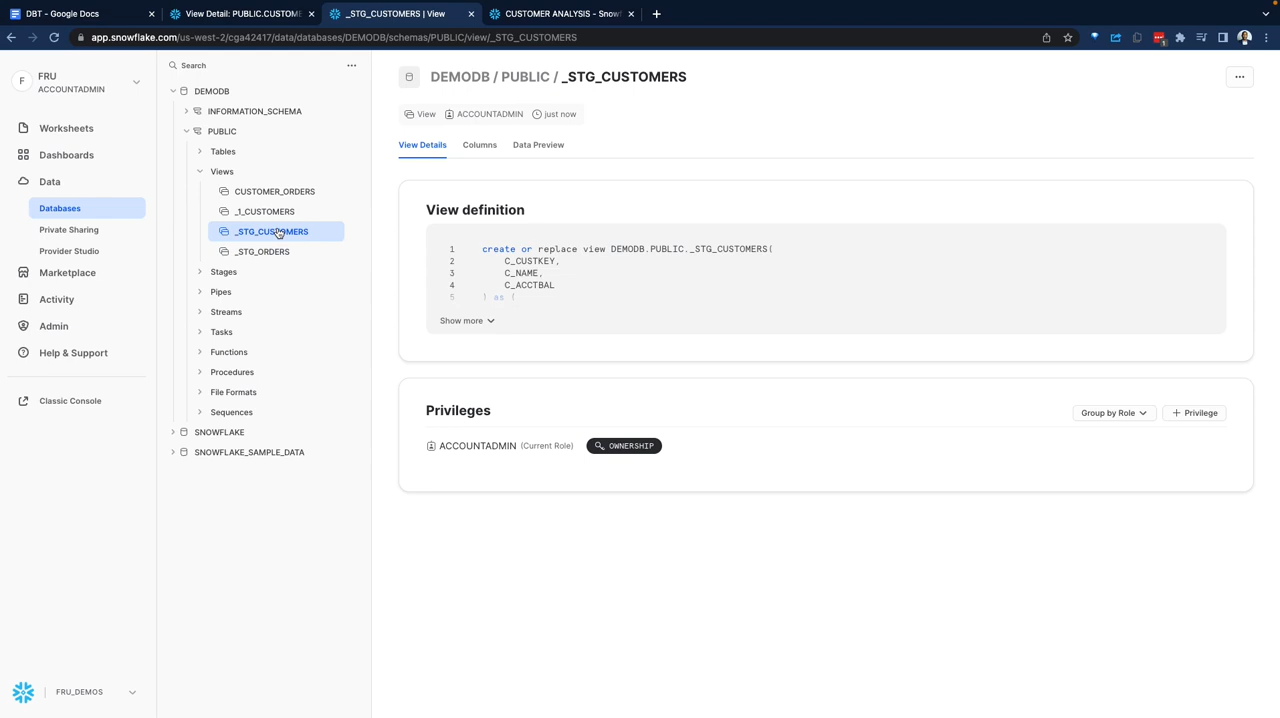 DBT - Google Docs
View Detail: PUBLIC.CUSTOM
_STG_CUSTOMERS | View
CUSTOMER ANALYSIS - Snowf
app.snowflake.com/us-west-2/cga42417/data/databases/DEMODB/schemas/PUBLIC/view/_STG_CUSTOMERS
F
FRU
ACCOUNTADMIN
Worksheets
Dashboards
Data
Databases
Private Sharing
Provider Studio
Marketplace
Activity
Admin
Help & Support
Classic Console
FRU_DEMOS
Search
DEMODB
INFORMATION_SCHEMA
PUBLIC
Tables
Views
CUSTOMER_ORDERS
_1_CUSTOMERS
_STG_CUSTOMERS
_STG_ORDERS
Stages
Pipes
Streams
Tasks
Functions
Procedures
File Formats
Sequences
SNOWFLAKE
SNOWFLAKE_SAMPLE_DATA
DEMODB / PUBLIC / _STG_CUSTOMERS
View ACCOUNTADMIN just now
View Details Columns Data Preview
View definition
1 create or replace view DEMODB.PUBLIC._STG_CUSTOMERS(
2 C_CUSTKEY,
3 C_NAME,
4 C_ACCTBAL
5 ) as (
Show more
Privileges
Group by Role
+ Privilege
ACCOUNTADMIN (Current Role) OWNERSHIP